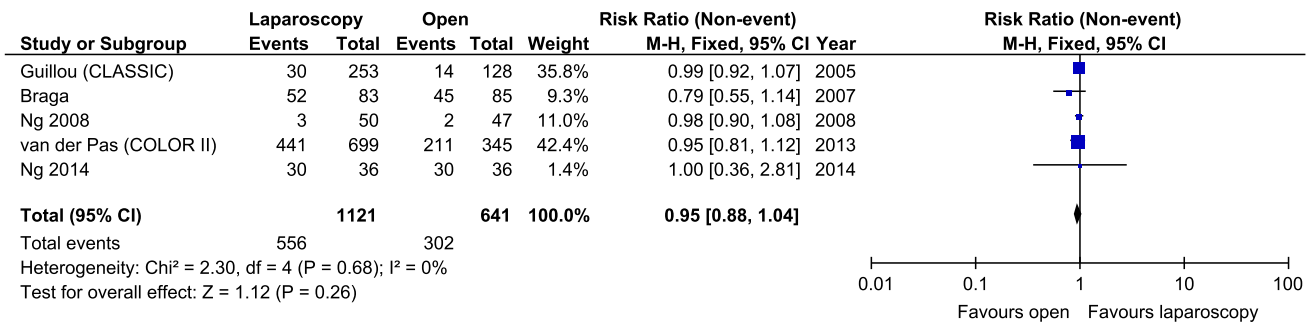 Laparoscopy Open Risk Ratio (Non-event) Risk Ratio (Non-event)
Study or Subgroup Events Total Events Total Weight M-H, Fixed, 95% CI Year M-H, Fixed, 95% CI
Guillou (CLASSIC) 30 253 14 128 35.8% 0.99 [0.92, 1.07] 2005
Braga 52 83 45 85 9.3% 0.79 [0.55, 1.14] 2007
Ng 2008 3 50 2 47 11.0% 0.98 [0.90, 1.08] 2008
van der Pas (COLOR II) 441 699 211 345 42.4% 0.95 [0.81, 1.12] 2013
Ng 2014 30 36 30 36 1.4% 1.00 [0.36, 2.81] 2014
Total (95% CI) 1121 641 100.0% 0.95 [0.88, 1.04]
Total events 556 302
Heterogeneity: Chi² = 2.30, df = 4 (P = 0.68); I² = 0%
Test for overall effect: Z = 1.12 (P = 0.26)
0.01 0.1 1 10 100
Favours open Favours laparoscopy